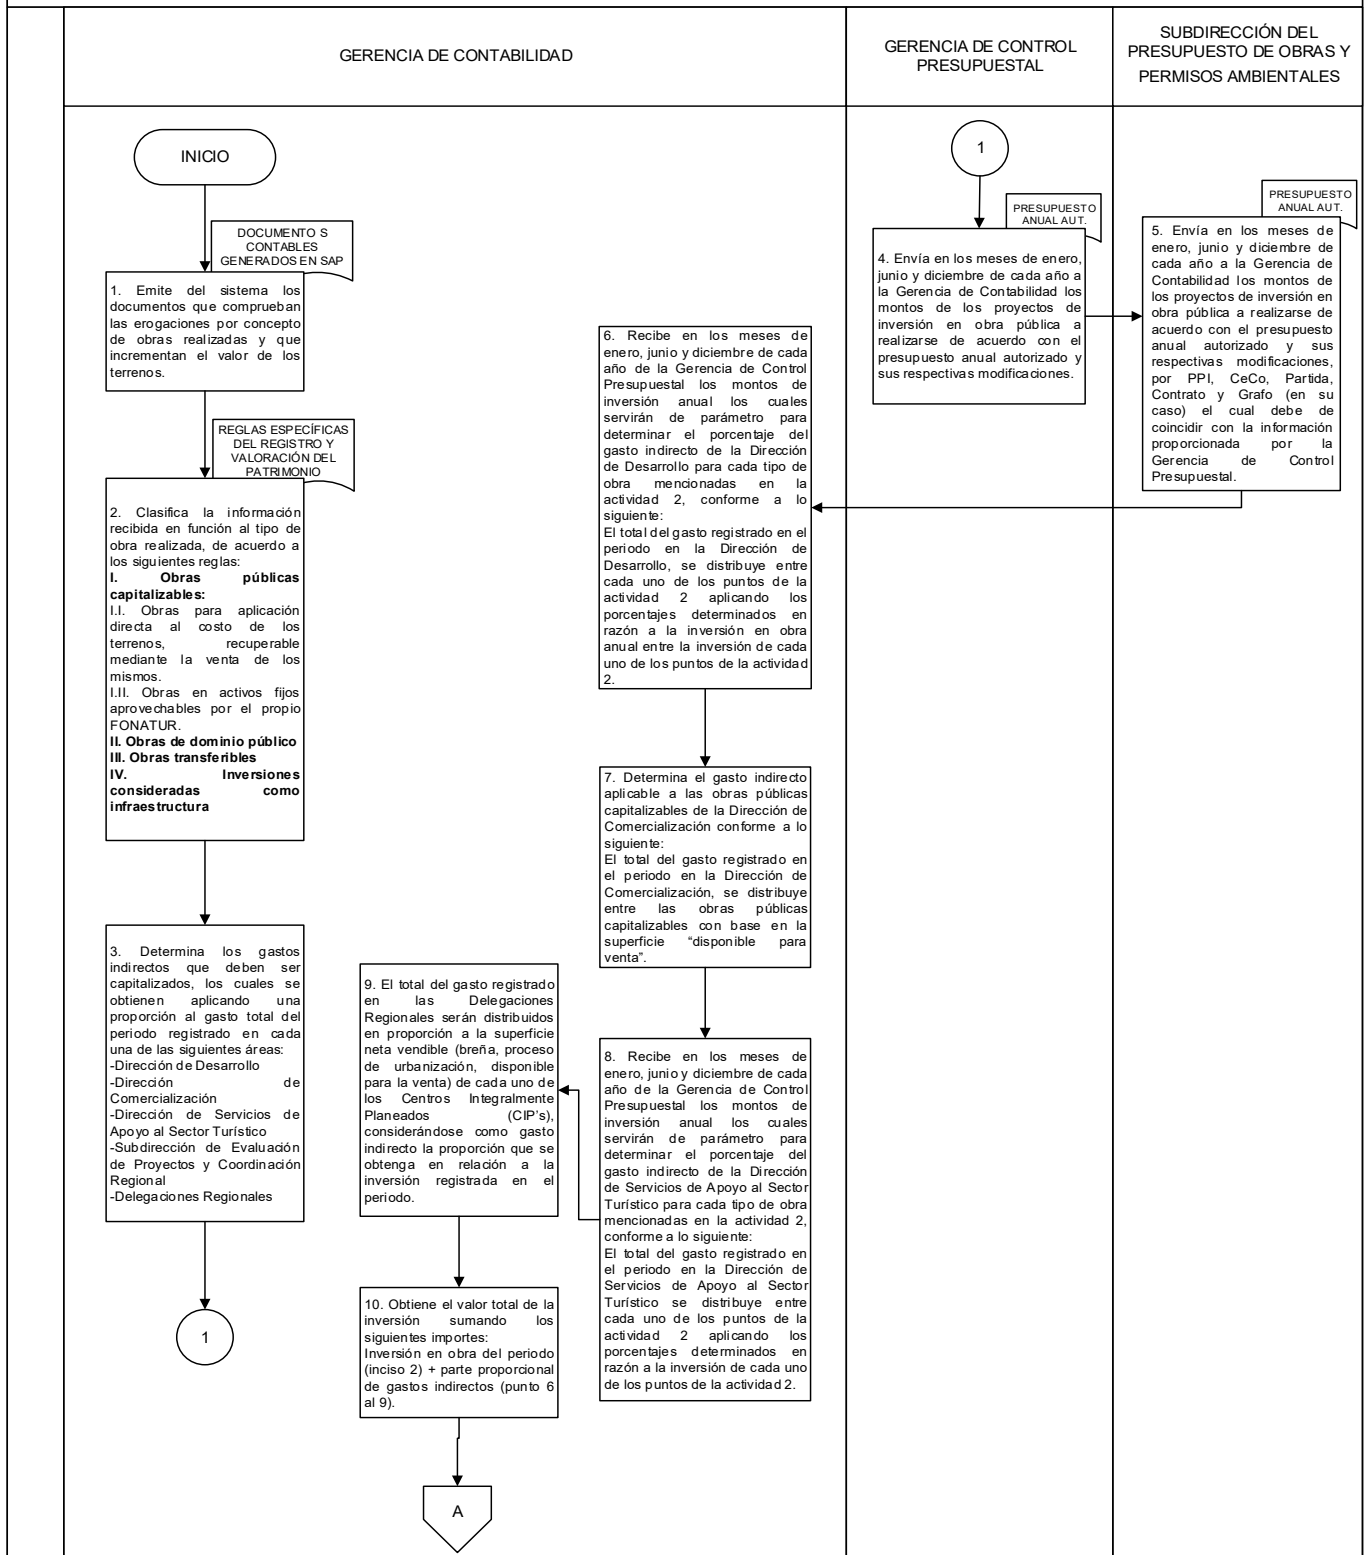 GERENCIA DE CONTABILIDAD
GERENCIA DE CONTROL
PRESUPUESTAL
SUBDIRECCIÓN DEL
PRESUPUESTO DE OBRAS Y
PERMISOS AMBIENTALES
INICIO
DOCUMENTO S
CONTABLES
GENERADOS EN SAP
1. Emite del sistema los
documentos que comprueban
las erogaciones por concepto
de obras realizadas y que
incrementan el valor de los
terrenos.
REGLAS ESPECÍFICAS
DEL REGISTRO Y
VALORACIÓN DEL
PATRIMONIO
2. Clasifica la información
recibida en función al tipo de
obra realizada, de acuerdo a
los siguientes reglas:
I. Obras públicas
capitalizables:
I.I. Obras para aplicación
directa al costo de los
terrenos, recuperable
mediante la venta de los
mismos.
I.II. Obras en activos fijos
aprovechables por el propio
FONATUR.
II. Obras de dominio público
III. Obras transferibles
IV. Inversiones
consideradas como
infraestructura
3. Determina los gastos
indirectos que deben ser
capitalizados, los cuales se
obtienen aplicando una
proporción al gasto total del
periodo registrado en cada
una de las siguientes áreas:
-Dirección de Desarrollo
-Dirección de
Comercialización
-Dirección de Servicios de
Apoyo al Sector Turístico
-Subdirección de Evaluación
de Proyectos y Coordinación
Regional
-Delegaciones Regionales
1
1
PRESUPUESTO
ANUAL AUT.
4. Envía en los meses de enero,
junio y diciembre de cada año a
la Gerencia de Contabilidad los
montos de los proyectos de
inversión en obra pública a
realizarse de acuerdo con el
presupuesto anual autorizado y
sus respectivas modificaciones.
PRESUPUESTO
ANUAL AUT.
5. Envía en los meses de
enero, junio y diciembre de
cada año a la Gerencia de
Contabilidad los montos de
los proyectos de inversión en
obra pública a realizarse de
acuerdo con el presupuesto
anual autorizado y sus
respectivas modificaciones,
por PPI, CeCo, Partida,
Contrato y Grafo (en su
caso) el cual debe de
coincidir con la información
proporcionada por la
Gerencia de Control
Presupuestal.
6. Recibe en los meses de
enero, junio y diciembre de cada
año de la Gerencia de Control
Presupuestal los montos de
inversión anual los cuales
servirán de parámetro para
determinar el porcentaje del
gasto indirecto de la Dirección
de Desarrollo para cada tipo de
obra mencionadas en la
actividad 2, conforme a lo
siguiente:
El total del gasto registrado en el
periodo en la Dirección de
Desarrollo, se distribuye entre
cada uno de los puntos de la
actividad 2 aplicando los
porcentajes determinados en
razón a la inversión en obra
anual entre la inversión de cada
uno de los puntos de la actividad
2.
7. Determina el gasto indirecto
aplicable a las obras públicas
capitalizables de la Dirección de
Comercialización conforme a lo
siguiente:
El total del gasto registrado en
el periodo en la Dirección de
Comercialización, se distribuye
entre las obras públicas
capitalizables con base en la
superficie “disponible para
venta”.
8. Recibe en los meses de
enero, junio y diciembre de cada
año de la Gerencia de Control
Presupuestal los montos de
inversión anual los cuales
servirán de parámetro para
determinar el porcentaje del
gasto indirecto de la Dirección
de Servicios de Apoyo al Sector
Turístico para cada tipo de obra
mencionadas en la actividad 2,
conforme a lo siguiente:
El total del gasto registrado en
el periodo en la Dirección de
Servicios de Apoyo al Sector
Turístico se distribuye entre
cada uno de los puntos de la
actividad 2 aplicando los
porcentajes determinados en
razón a la inversión de cada uno
de los puntos de la actividad 2.
9. El total del gasto registrado
en las Delegaciones
Regionales serán distribuidos
en proporción a la superficie
neta vendible (breña, proceso
de urbanización, disponible
para la venta) de cada uno de
los Centros Integralmente
Planeados (CIP’s),
considerándose como gasto
indirecto la proporción que se
obtenga en relación a la
inversión registrada en el
periodo.
10. Obtiene el valor total de la
inversión sumando los
siguientes importes:
Inversión en obra del periodo
(inciso 2) + parte proporcional
de gastos indirectos (punto 6
al 9).
A